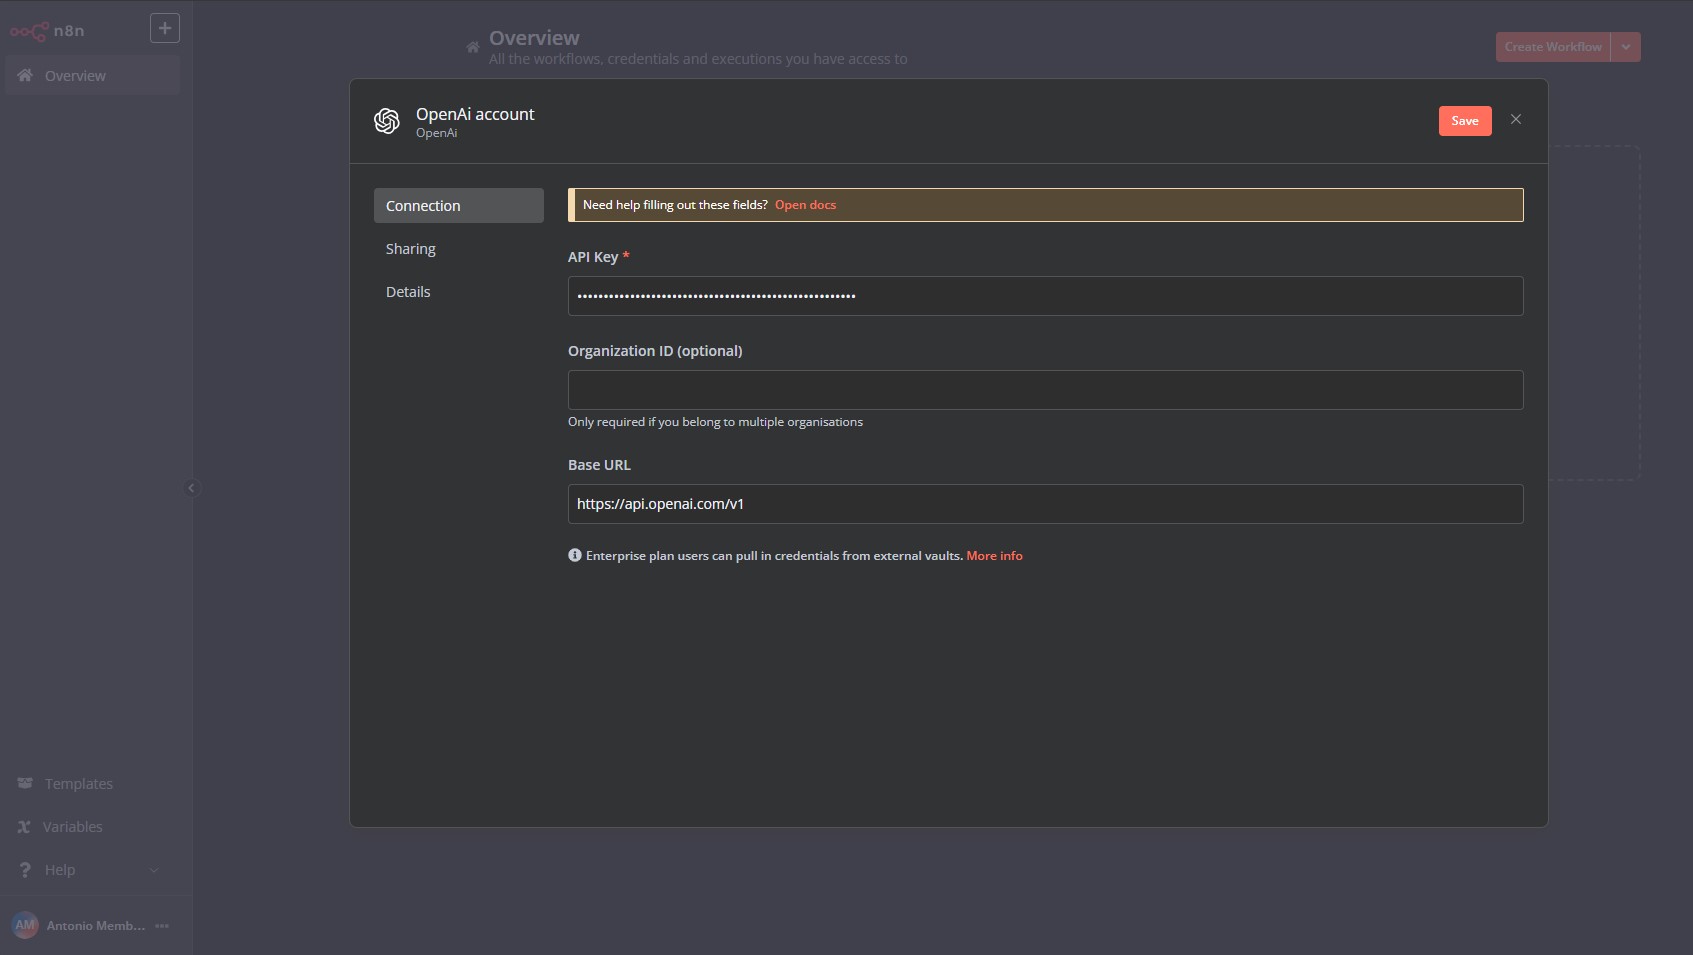 n8n
Overview
Overview
All the workflows, credentials and executions you have access to
Create Workflow
OpenAi account
OpenAi
Save
Connection
Sharing
Details
Need help filling out these fields? Open docs
API Key *
•••••••••••••••••••••••••••••••••••••••••••••••••••••
Organization ID (optional)
Only required if you belong to multiple organisations
Base URL
https://api.openai.com/v1
Enterprise plan users can pull in credentials from external vaults. More info
Templates
Variables
Help
AM
Antonio Memb...